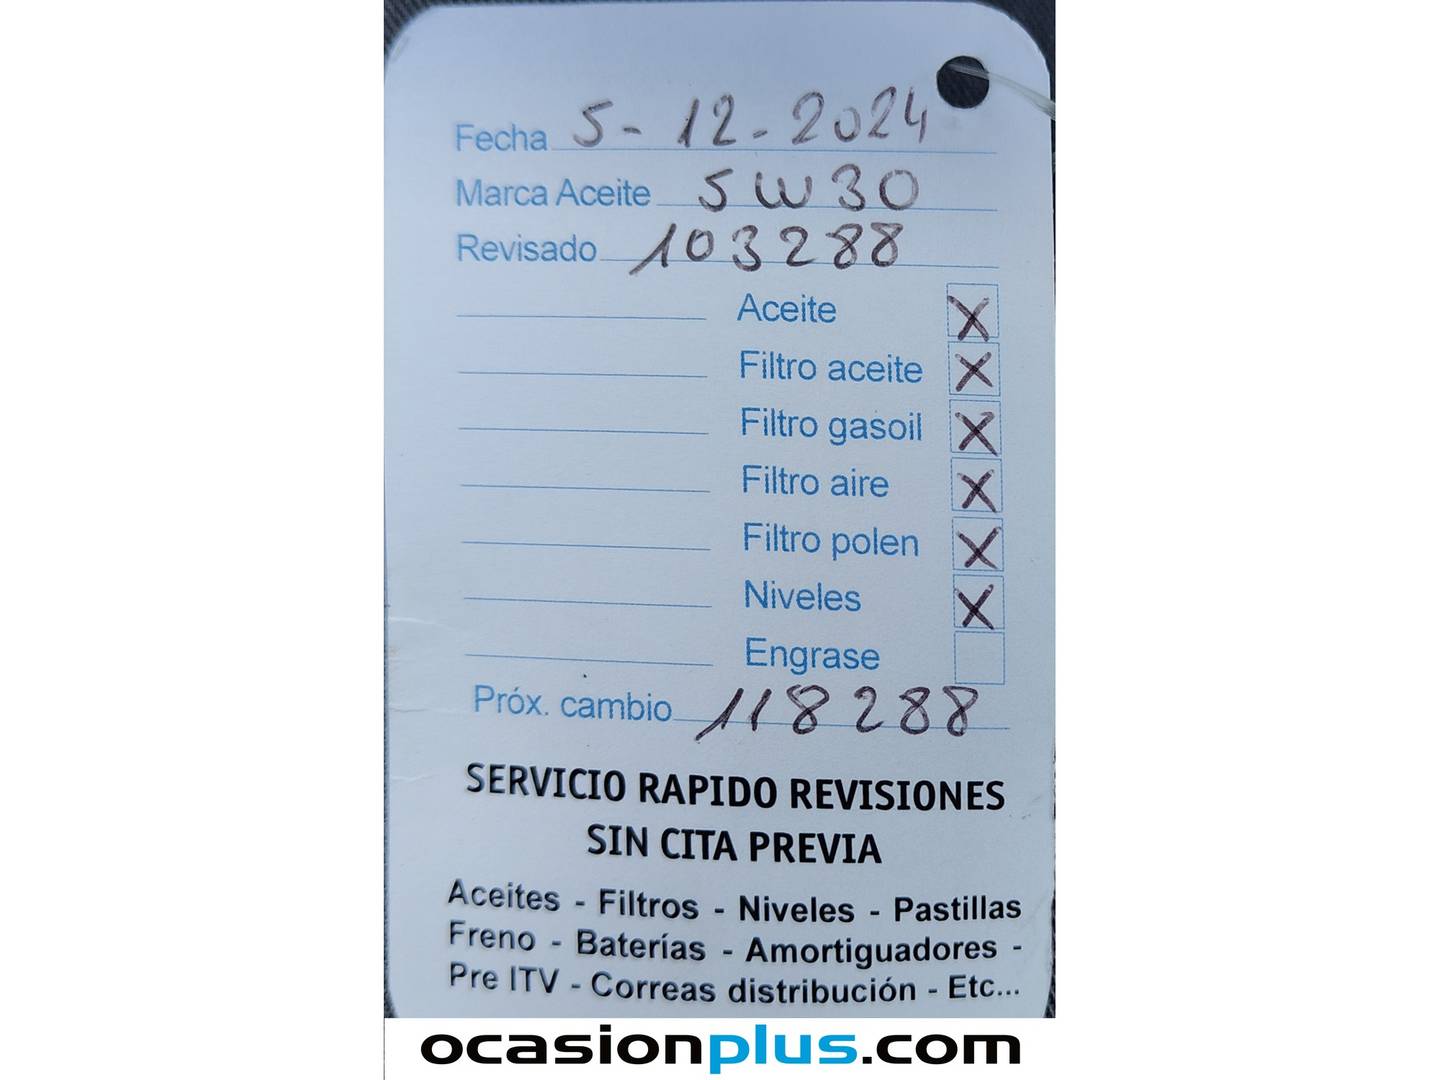 Fecha 5-12-2024
Marca Aceite 5W30
Revisado 103288
Aceite X
Filtro aceite X
Filtro gasoil X
Filtro aire X
Filtro polen X
Niveles X
Engrase
Próx. cambio 118288
SERVICIO RAPIDO REVISIONES
SIN CITA PREVIA
Aceites - Filtros - Niveles - Pastillas
Freno - Baterías - Amortiguadores -
Pre ITV - Correas distribución - Etc...
ocasionplus.com